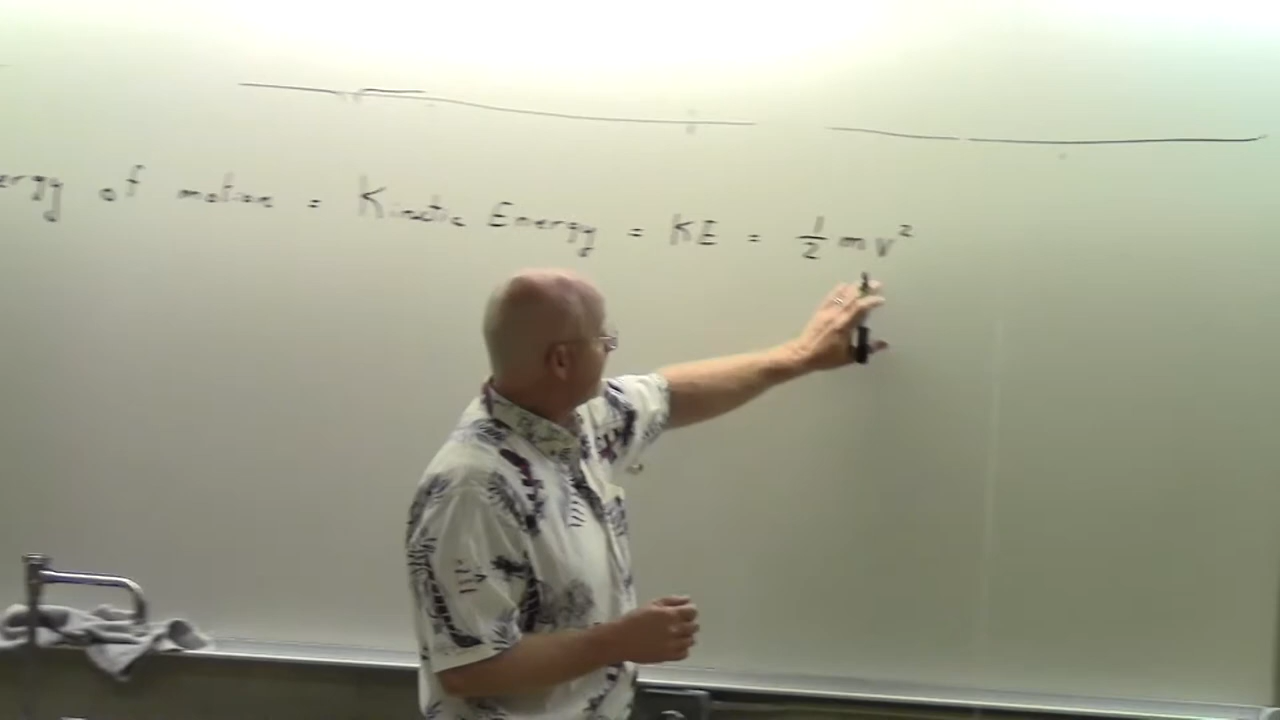 ergy of motion = Kinetic Energy = KE = 1/2 mv²